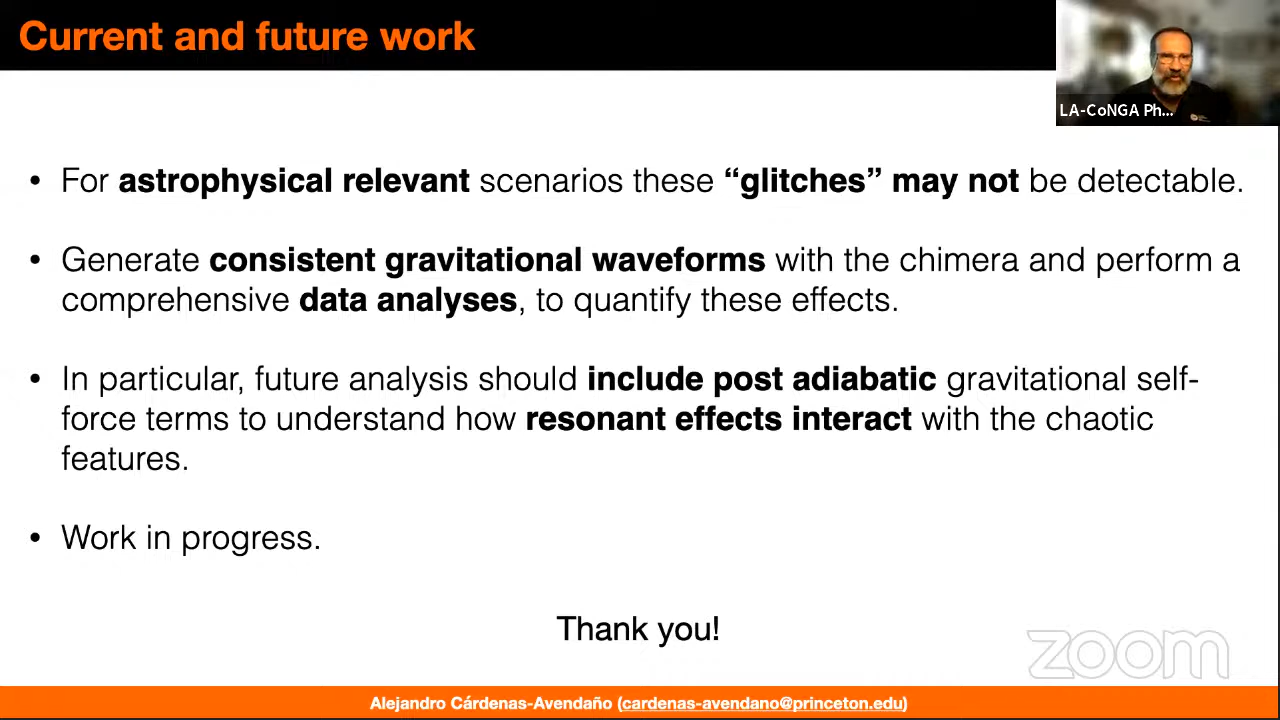 Current and future work
LA-CoNGA Ph...
• For astrophysical relevant scenarios these “glitches” may not be detectable.
• Generate consistent gravitational waveforms with the chimera and perform a
comprehensive data analyses, to quantify these effects.
• In particular, future analysis should include post adiabatic gravitational self-
force terms to understand how resonant effects interact with the chaotic
features.
• Work in progress.
Thank you!
zoom
Alejandro Cárdenas-Avendaño (cardenas-avendano@princeton.edu)